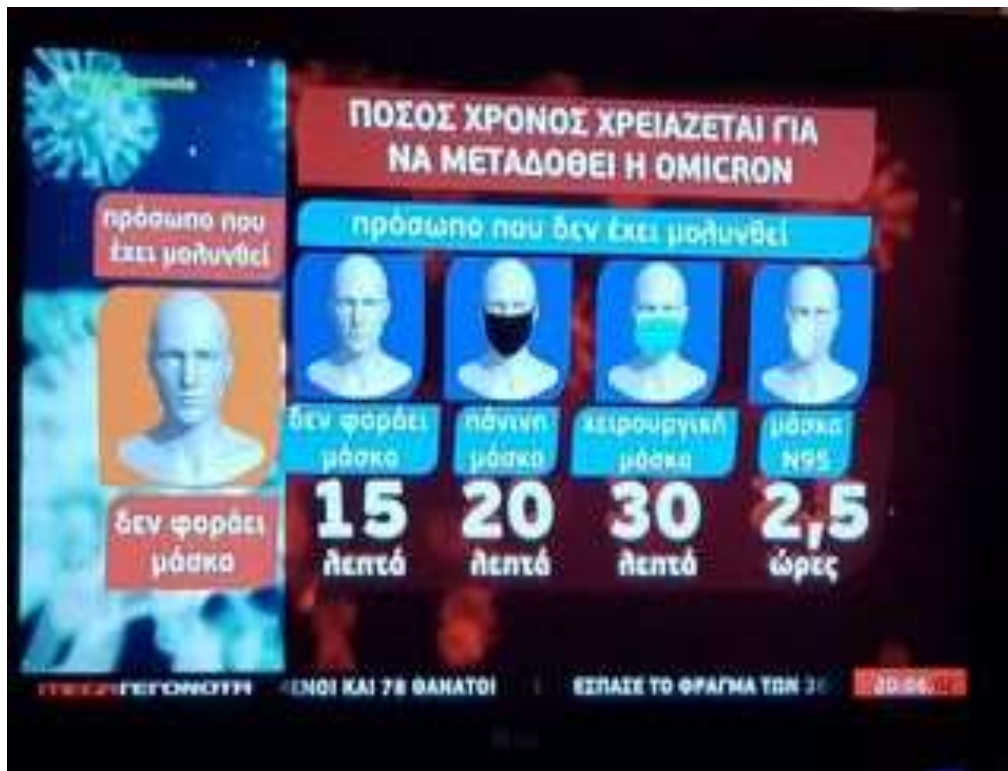 ΠΟΣΟΣ ΧΡΟΝΟΣ ΧΡΕΙΑΖΕΤΑΙ ΓΙΑ
ΝΑ ΜΕΤΑΔΟΘΕΙ Η OMICRON
πρόσωπο που
έχει μολυνθεί
πρόσωπο που δεν έχει μολυνθεί
δεν φοράει
μάσκα
δεν φοράει
μάσκα
πάνινη
μάσκα
χειρουργική
μάσκα
μάσκα
N95
15
λεπτά
20
λεπτά
30
λεπτά
2,5
ώρες
MEGA ΓΕΓΟΝΟΤΑ
ΚΑΙ 78 ΘΑΝΑΤΟΙ
ΕΣΠΑΣΕ ΤΟ ΦΡΑΓΜΑ ΤΩΝ